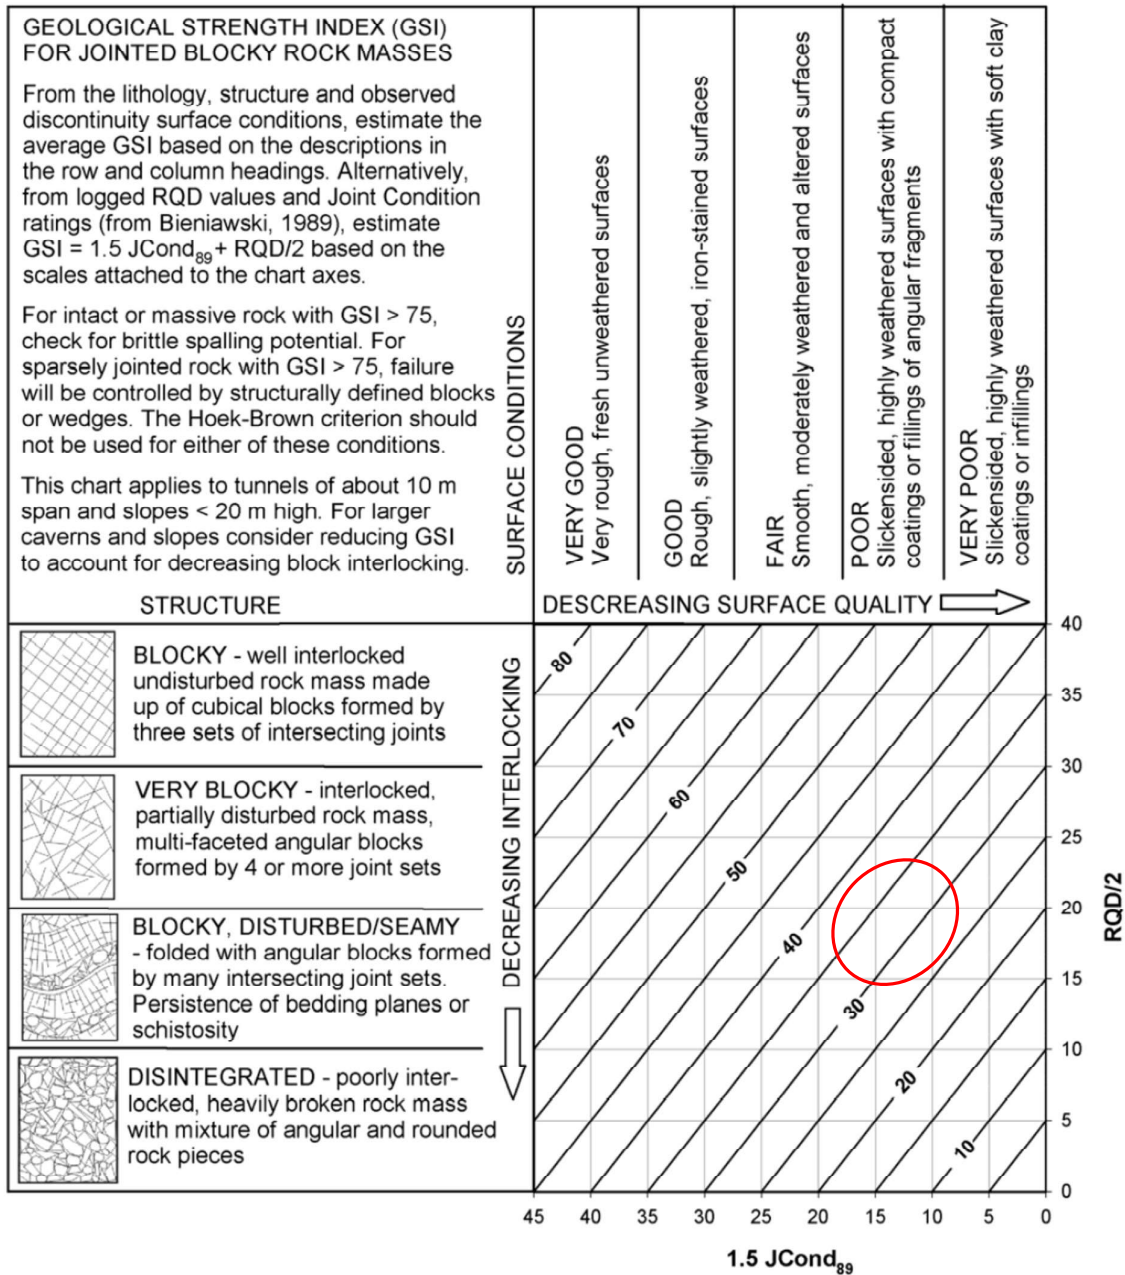 GEOLOGICAL STRENGTH INDEX (GSI)
FOR JOINTED BLOCKY ROCK MASSES
From the lithology, structure and observed
discontinuity surface conditions, estimate the
average GSI based on the descriptions in
the row and column headings. Alternatively,
from logged RQD values and Joint Condition
ratings (from Bieniawski, 1989), estimate
GSI = 1.5 JCond89 + RQD/2 based on the
scales attached to the chart axes.
For intact or massive rock with GSI > 75,
check for brittle spalling potential. For
sparsely jointed rock with GSI > 75, failure
will be controlled by structurally defined blocks
or wedges. The Hoek-Brown criterion should
not be used for either of these conditions.
This chart applies to tunnels of about 10 m
span and slopes < 20 m high. For larger
caverns and slopes consider reducing GSI
to account for decreasing block interlocking.
SURFACE CONDITIONS
VERY GOOD
Very rough, fresh unweathered surfaces
GOOD
Rough, slightly weathered, iron-stained surfaces
FAIR
Smooth, moderately weathered and altered surfaces
POOR
Slickensided, highly weathered surfaces with compact
coatings or fillings of angular fragments
VERY POOR
Slickensided, highly weathered surfaces with soft clay
coatings or infillings
STRUCTURE
DESCREASING SURFACE QUALITY
BLOCKY - well interlocked
undisturbed rock mass made
up of cubical blocks formed by
three sets of intersecting joints
VERY BLOCKY - interlocked,
partially disturbed rock mass,
multi-faceted angular blocks
formed by 4 or more joint sets
BLOCKY, DISTURBED/SEAMY
- folded with angular blocks formed
by many intersecting joint sets.
Persistence of bedding planes or
schistosity
DISINTEGRATED - poorly inter-
locked, heavily broken rock mass
with mixture of angular and rounded
rock pieces
DECREASING INTERLOCKING
80
70
60
50
40
30
20
10
40
35
30
25
20
15
10
5
0
RQD/2
45 40 35 30 25 20 15 10 5 0
1.5 JCond89